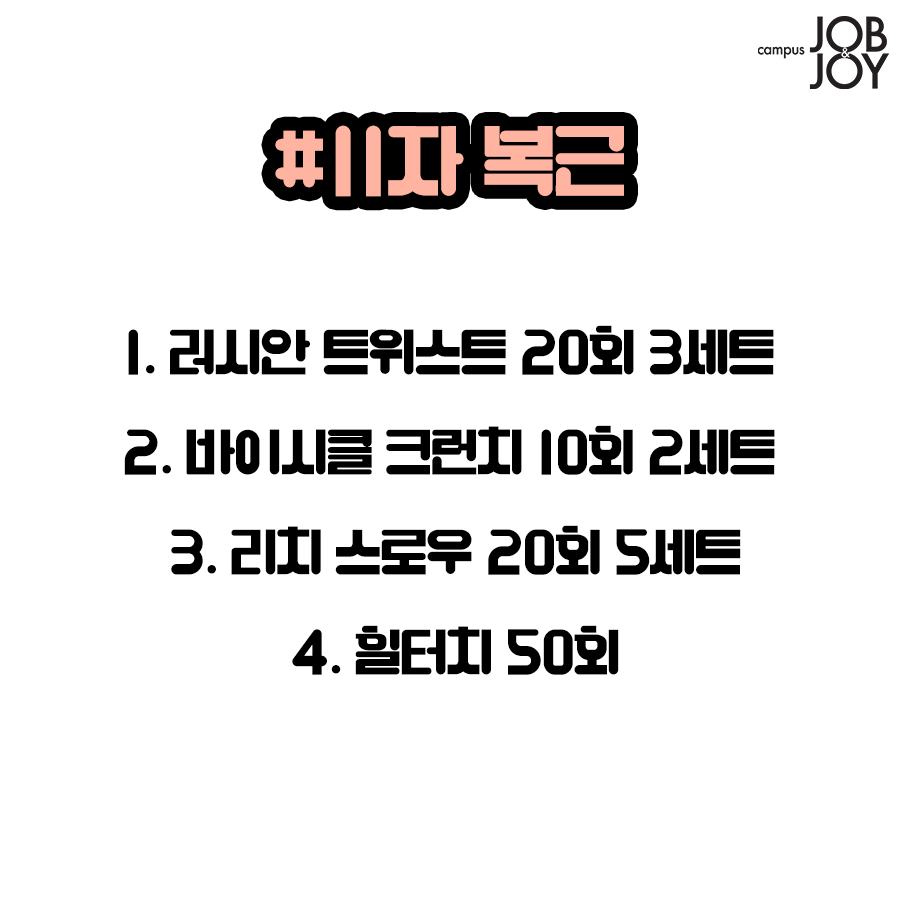 campus JOB
&
JOY
#11자 복근
1. 러시안 트위스트 20회 3세트
2. 바이시클 크런치 10회 2세트
3. 리치 스로우 20회 5세트
4. 힐터치 50회